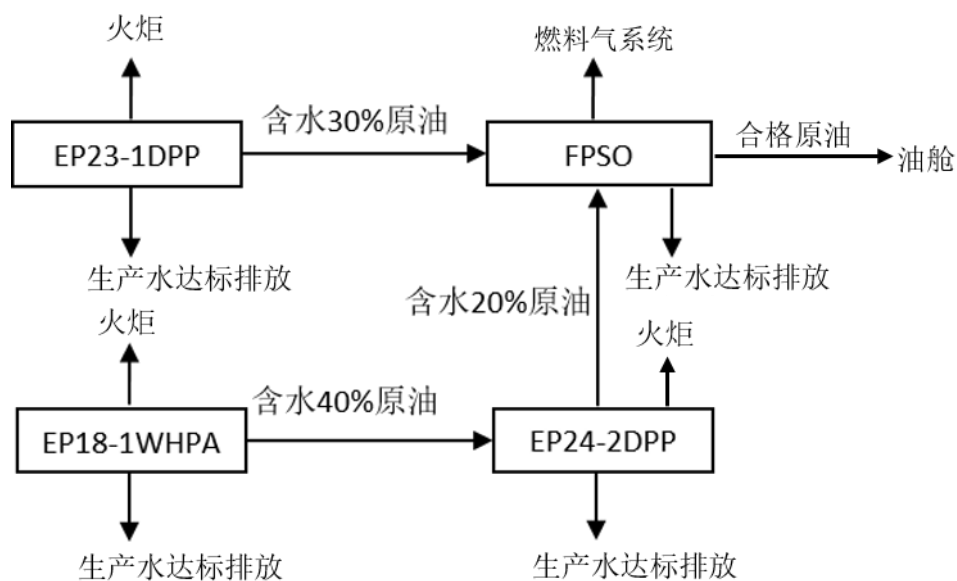 火炬
燃料气系统
EP23-1DPP
含水30%原油
FPSO
合格原油
油舱
生产水达标排放
生产水达标排放
火炬
含水20%原油
火炬
EP18-1WHPA
含水40%原油
EP24-2DPP
生产水达标排放
生产水达标排放